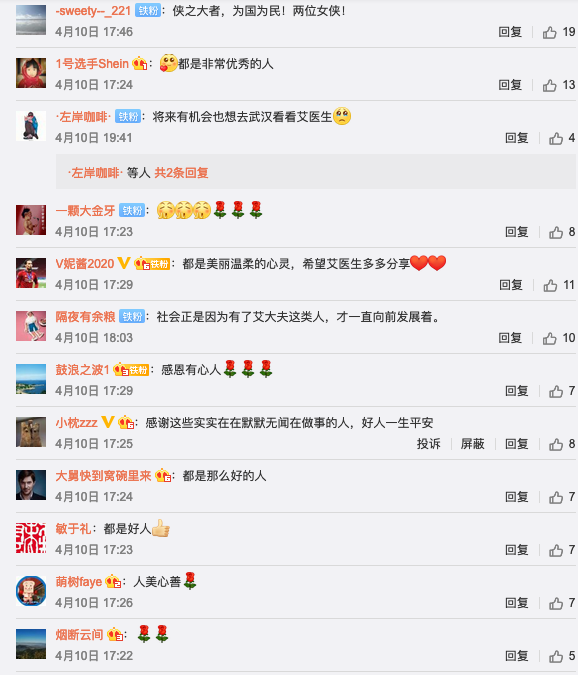 -sweety--_221 铁粉：侠之大者，为国为民！两位女侠！
4月10日 17:46 回复 19
1号选手Shein：都是非常优秀的人
4月10日 17:24 回复 13
·左岸咖啡· 铁粉：将来有机会也想去武汉看看艾医生
4月10日 19:41 回复 4
·左岸咖啡· 等人 共2条回复
一颗大金牙 铁粉：
4月10日 17:23 回复 8
V妮酱2020 铁粉：都是美丽温柔的心灵，希望艾医生多多分享
4月10日 17:29 回复 11
隔夜有余粮 铁粉：社会正是因为有了艾大夫这类人，才一直向前发展着。
4月10日 18:03 回复 10
鼓浪之波1 铁粉：感恩有心人
4月10日 17:29 回复 7
小枕zzz：感谢这些实实在在默默无闻在做事的人，好人一生平安
4月10日 17:25 投诉 屏蔽 回复 8
大舅快到窝碗里来：都是那么好的人
4月10日 17:24 回复 7
敏于礼：都是好人
4月10日 17:23 回复 7
萌树faye：人美心善
4月10日 17:26 回复 7
烟断云间：
4月10日 17:22 回复 5